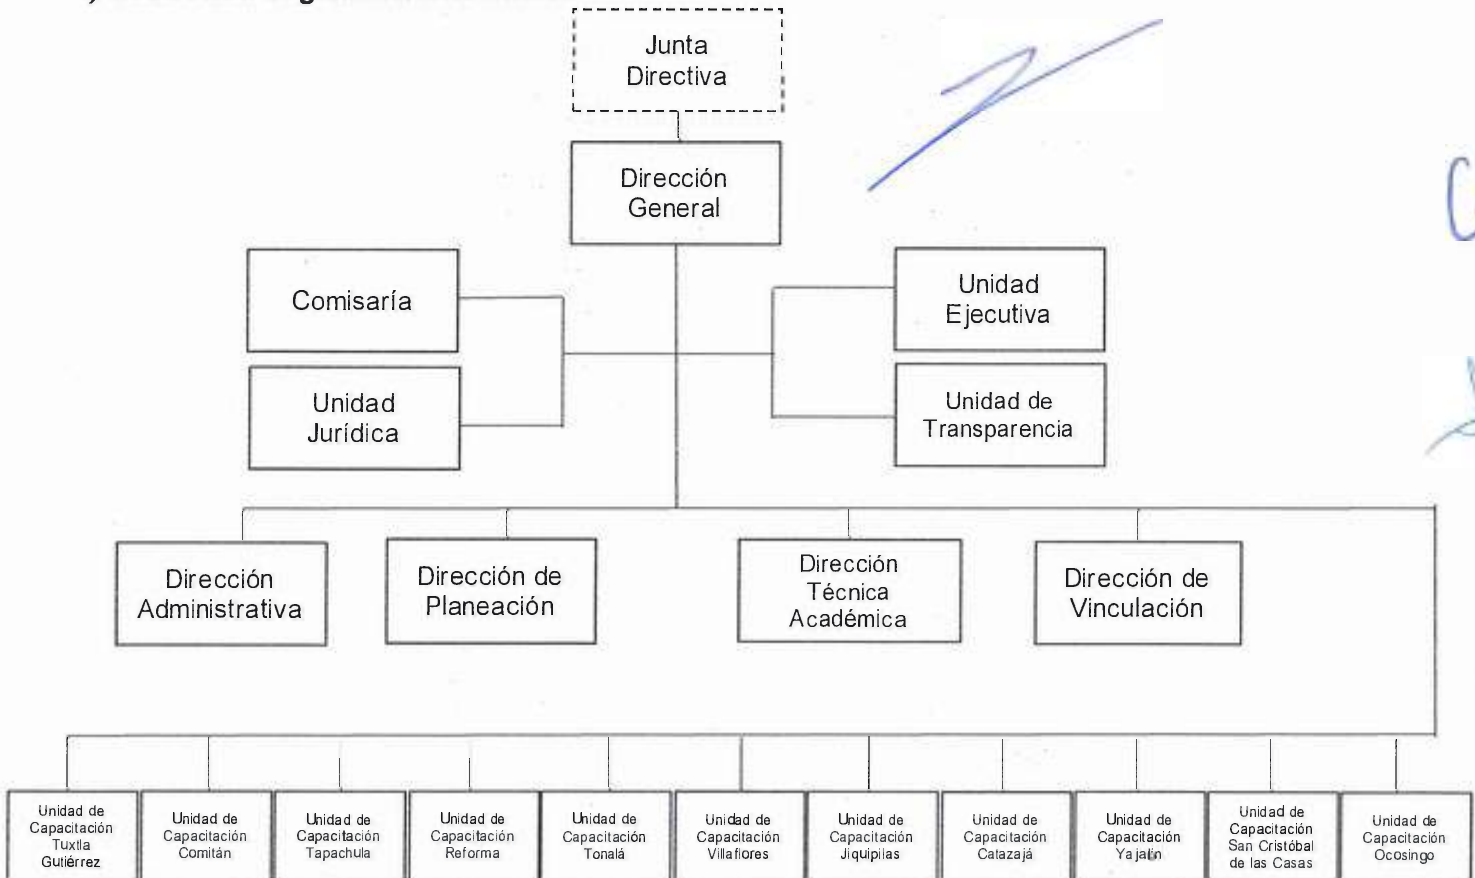 Junta
Directiva
Dirección
General
Comisaría
Unidad
Ejecutiva
Unidad
Jurídica
Unidad de
Transparencia
Dirección
Administrativa
Dirección de
Planeación
Dirección
Técnica
Académica
Dirección de
Vinculación
Unidad de
Capacitación
Tuxtla
Gutiérrez
Unidad de
Capacitación
Comitán
Unidad de
Capacitación
Tapachula
Unidad de
Capacitación
Reforma
Unidad de
Capacitación
Tonalá
Unidad de
Capacitación
Villaflores
Unidad de
Capacitación
Jiquipilas
Unidad de
Capacitación
Catazajá
Unidad de
Capacitación
Yajalón
Unidad de
Capacitación
San Cristóbal
de las Casas
Unidad de
Capacitación
Ocosingo